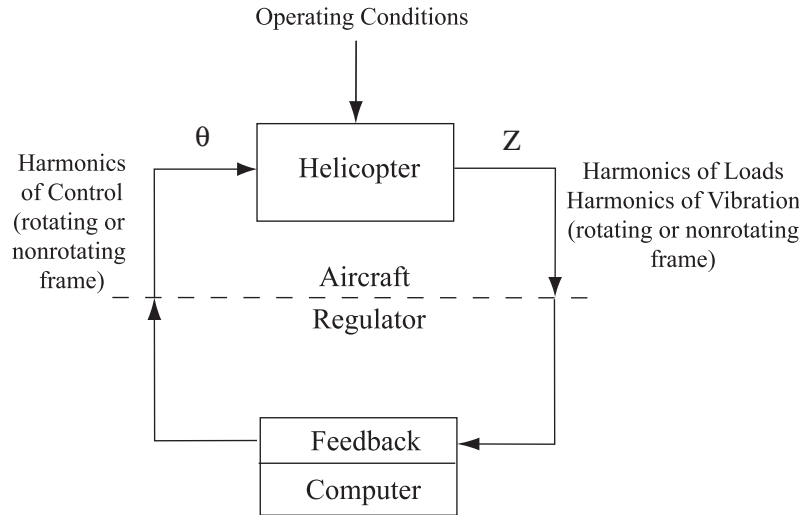 Operating Conditions
θ
Helicopter
Z
Harmonics
of Control
(rotating or
nonrotating
frame)
Harmonics of Loads
Harmonics of Vibration
(rotating or nonrotating
frame)
Aircraft
Regulator
Feedback
Computer